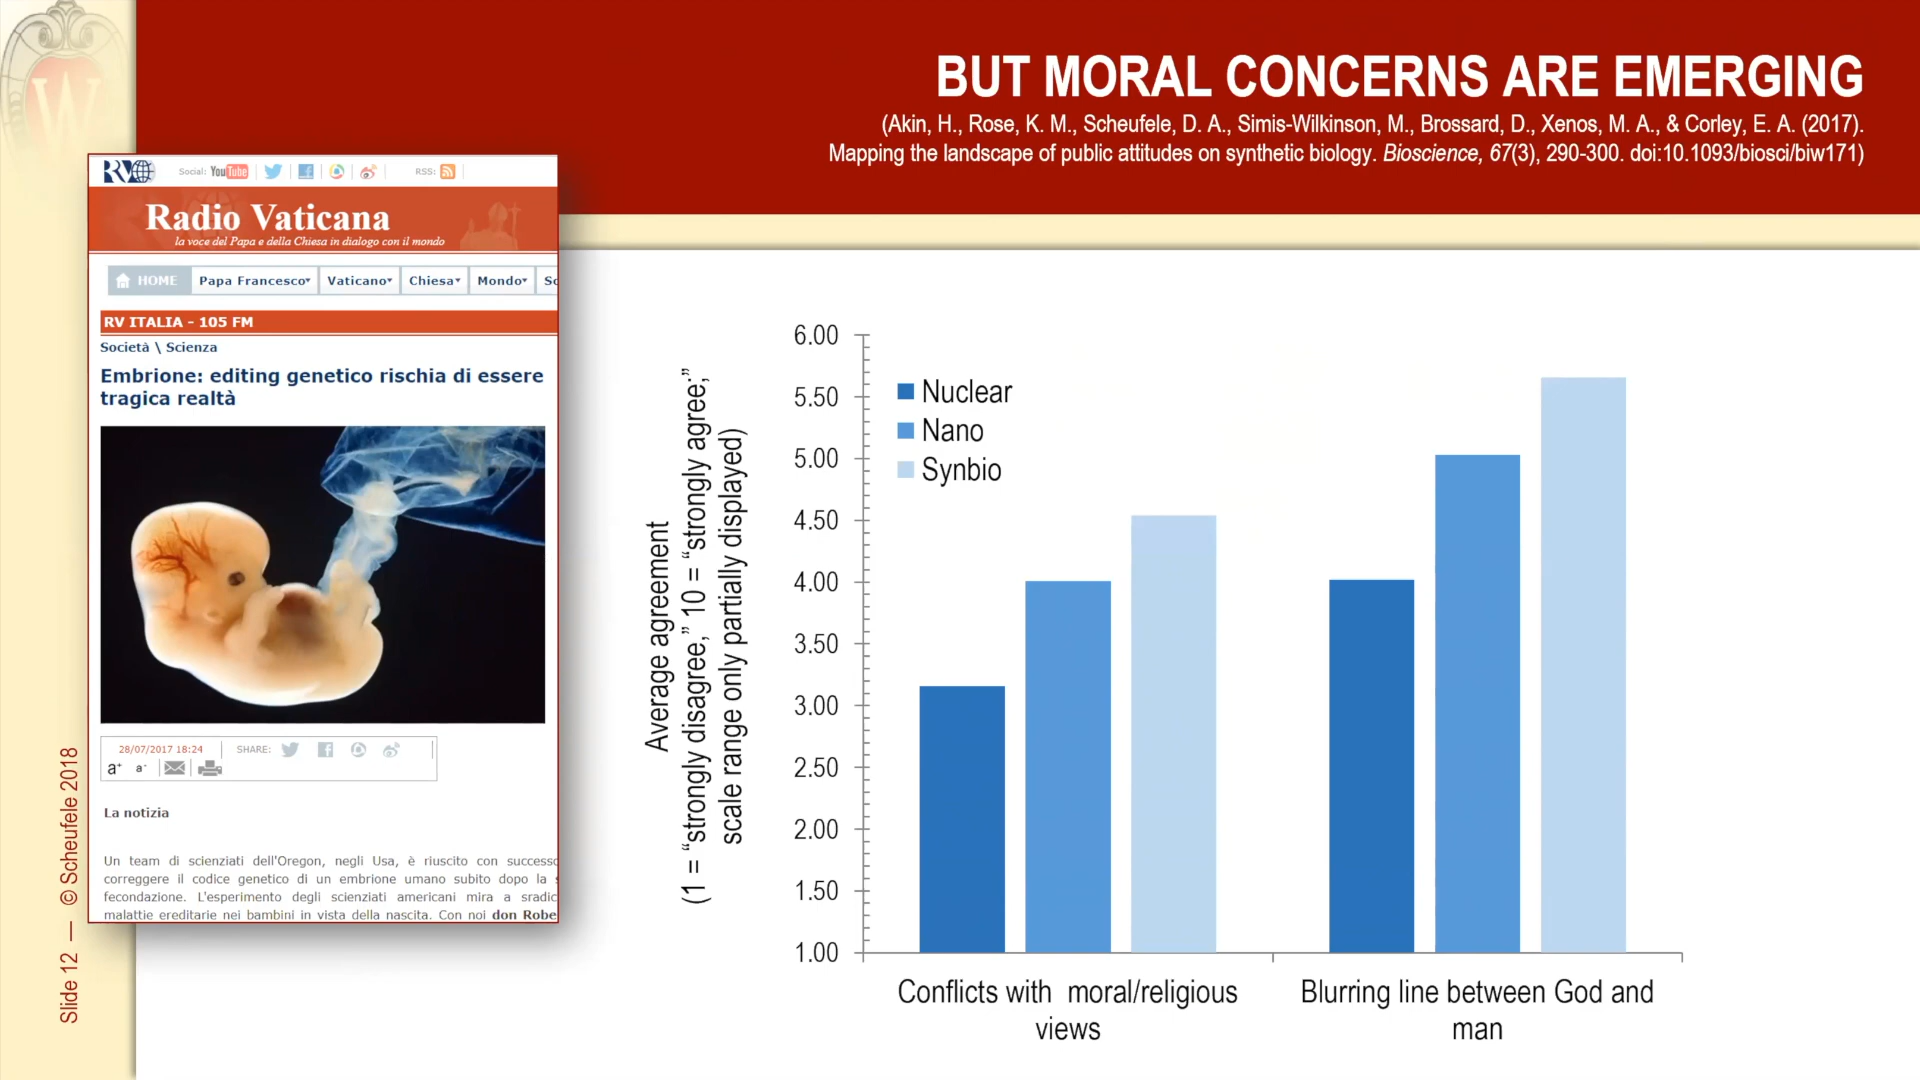 BUT MORAL CONCERNS ARE EMERGING
(Akin, H., Rose, K. M., Scheufele, D. A., Simis-Wilkinson, M., Brossard, D., Xenos, M. A., & Corley, E. A. (2017).
Mapping the landscape of public attitudes on synthetic biology. Bioscience, 67(3), 290-300. doi:10.1093/biosci/biw171)
W
RV
Social: YouTube
RSS:
Radio Vaticana
la voce del Papa e della Chiesa in dialogo con il mondo
HOME Papa Francesco Vaticano Chiesa Mondo Sc
RV ITALIA - 105 FM
Società \ Scienza
Embrione: editing genetico rischia di essere
tragica realtà
28/07/2017 18:24 SHARE:
a+ a-
La notizia
Un team di scienziati dell'Oregon, negli Usa, è riuscito con successo
correggere il codice genetico di un embrione umano subito dopo la
fecondazione. L'esperimento degli scienziati americani mira a sradic
malattie ereditarie nei bambini in vista della nascita. Con noi don Robe
Slide 12 — © Scheufele 2018
Average agreement
(1 = “strongly disagree,” 10 = “strongly agree;”
scale range only partially displayed)
6.00
5.50
5.00
4.50
4.00
3.50
3.00
2.50
2.00
1.50
1.00
Nuclear
Nano
Synbio
Conflicts with moral/religious
views
Blurring line between God and
man